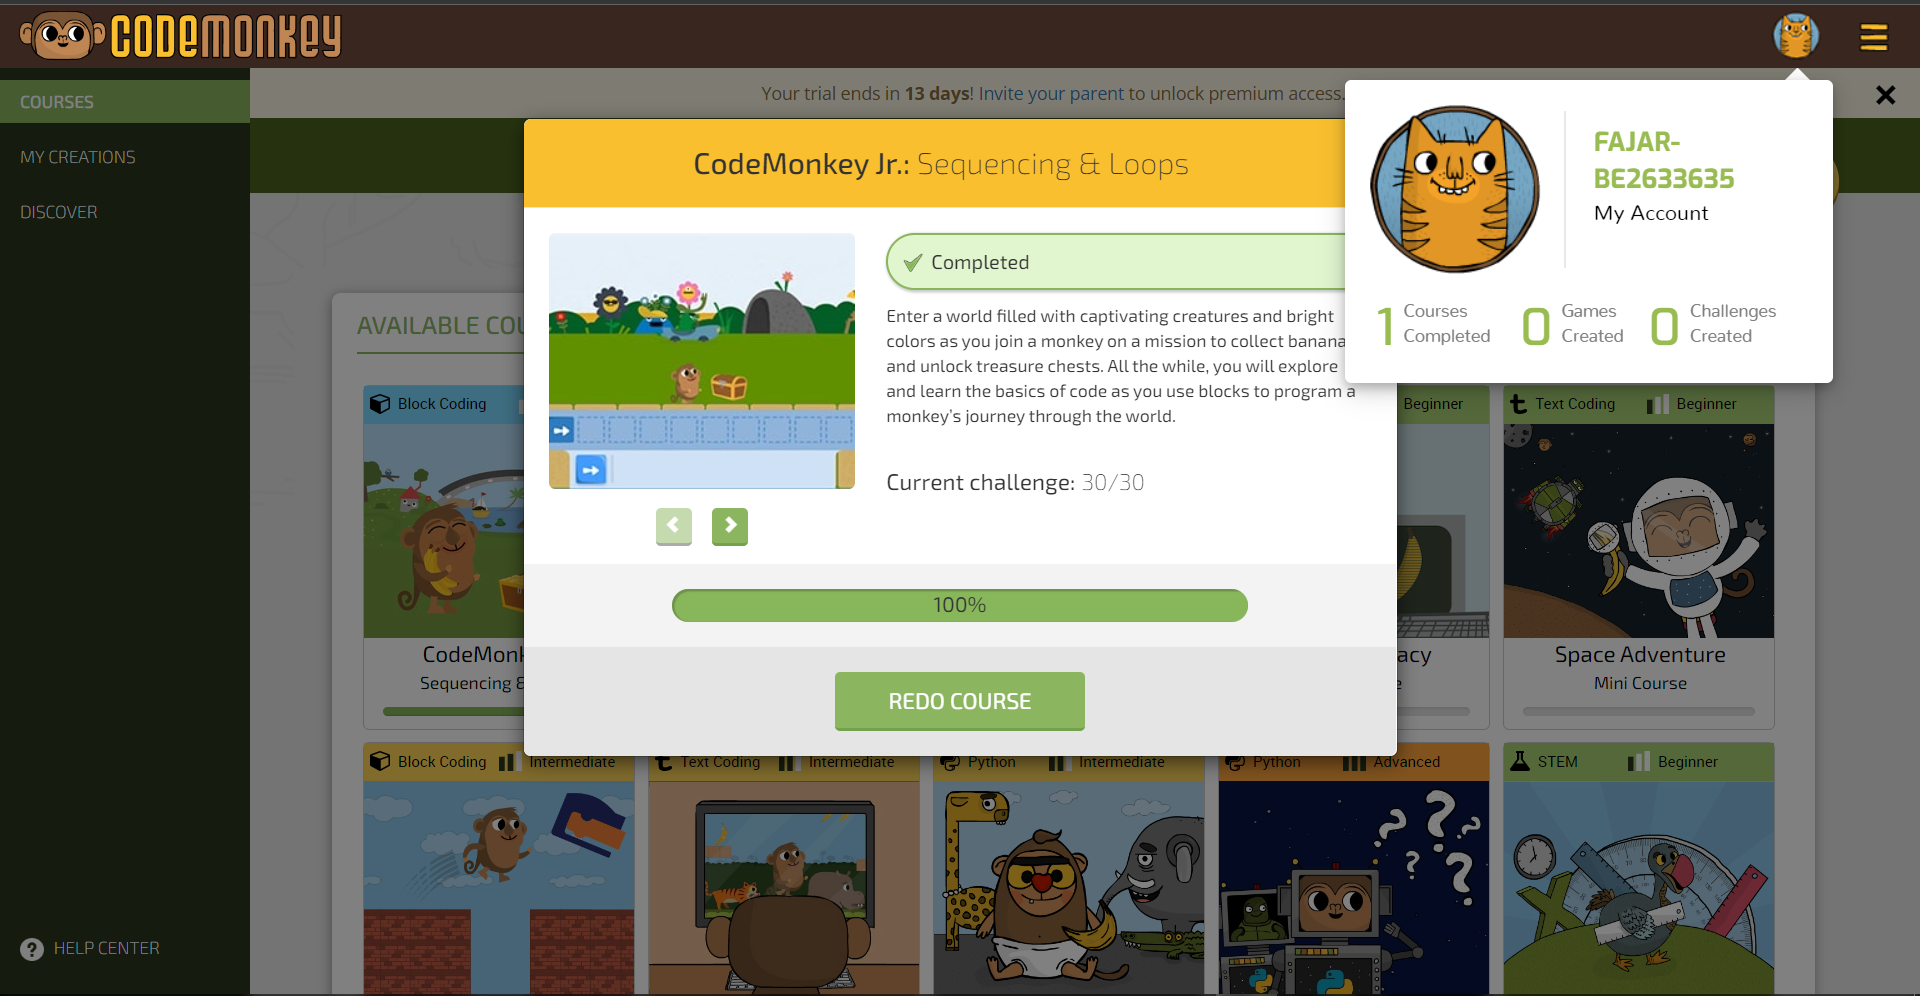 CODEMONKEY
COURSES
MY CREATIONS
DISCOVER
HELP CENTER
Your trial ends in 13 days! Invite your parent to unlock premium access.
FAJAR-
BE2633635
My Account
1 Courses Completed
0 Games Created
0 Challenges Created
CodeMonkey Jr.: Sequencing & Loops
Completed
Enter a world filled with captivating creatures and bright
colors as you join a monkey on a mission to collect banana
and unlock treasure chests. All the while, you will explore
and learn the basics of code as you use blocks to program a
monkey's journey through the world.
Current challenge: 30/30
100%
REDO COURSE
AVAILABLE
Block Coding
Beginner
Text Coding Beginner
Sequencing
Space Adventure
Mini Course
Block Coding Intermediate
Text Coding Intermediate
Python Intermediate
Python Advanced
STEM Beginner